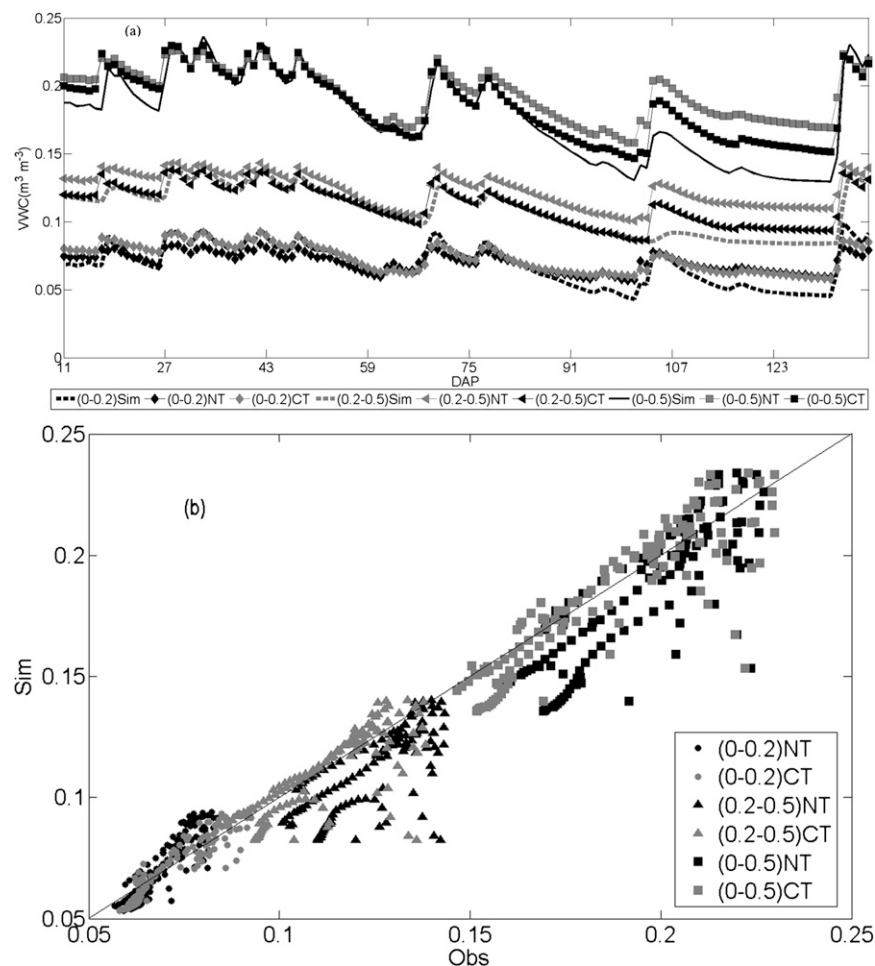 (a)
0.25
0.2
0.15
0.1
0.05
0
VWC(m³ m⁻³)
11 27 43 59 75 91 107 123
DAP
(0-0.2)Sim (0-0.2)NT (0-0.2)CT (0.2-0.5)Sim (0.2-0.5)NT (0.2-0.5)CT (0-0.5)Sim (0-0.5)NT (0-0.5)CT
(b)
0.25
0.2
0.15
0.1
0.05
Sim
(0-0.2)NT
(0-0.2)CT
(0.2-0.5)NT
(0.2-0.5)CT
(0-0.5)NT
(0-0.5)CT
0.05 0.1 0.15 0.2 0.25
Obs